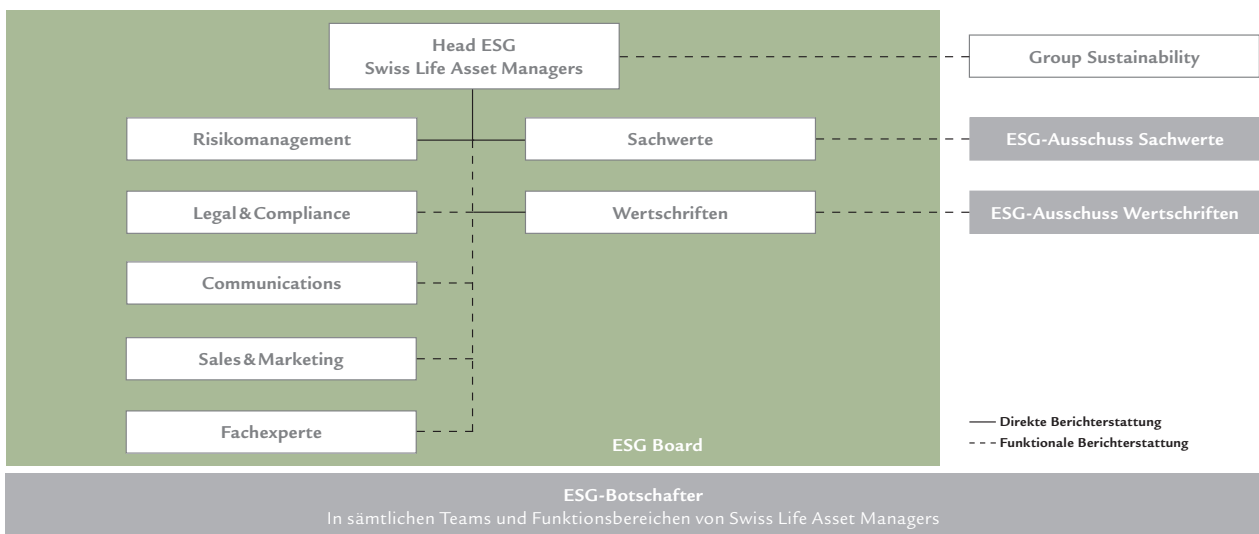 Head ESG
Swiss Life Asset Managers
Group Sustainability
Risikomanagement
Sachwerte
ESG-Ausschuss Sachwerte
Legal & Compliance
Wertschriften
ESG-Ausschuss Wertschriften
Communications
Sales & Marketing
Fachexperte
ESG Board
Direkte Berichterstattung
Funktionale Berichterstattung
ESG-Botschafter
In sämtlichen Teams und Funktionsbereichen von Swiss Life Asset Managers